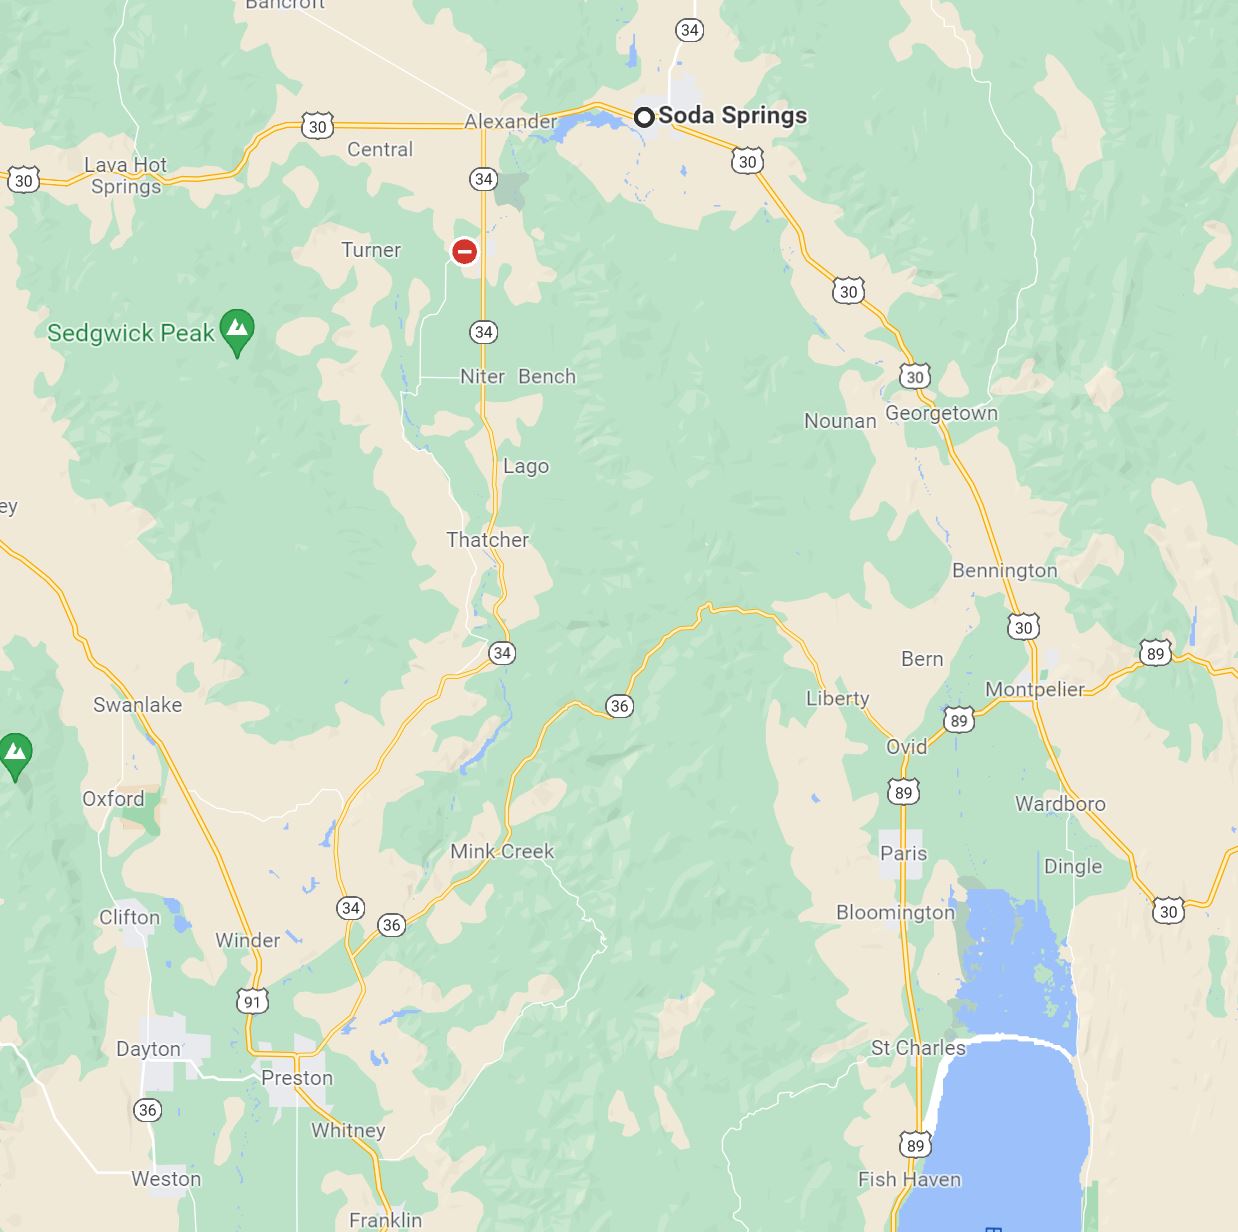 Bancroft
34
Soda Springs
Alexander
30
Central
30
Lava Hot
Springs
30
34
Turner
30
Sedgwick Peak
34
Niter Bench
30
Georgetown
Nounan
Lago
ey
Thatcher
Bennington
30
34
Bern
89
Montpelier
Liberty
36
Swanlake
89
Ovid
89
Oxford
Wardboro
Mink Creek
Paris
Dingle
34
36
Bloomington
30
Clifton
Winder
91
Dayton
St Charles
Preston
36
Whitney
89
Weston
Fish Haven
Franklin